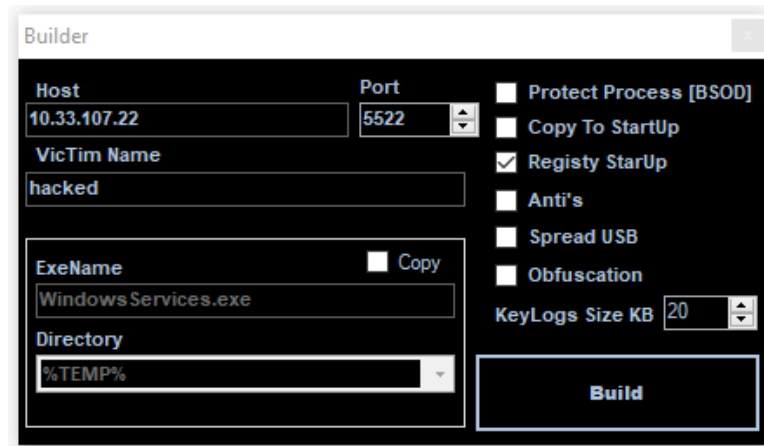 Builder
Host
Port
10.33.107.22
5522
VicTim Name
hacked
ExeName
Copy
WindowsServices.exe
Directory
%TEMP%
Protect Process [BSOD]
Copy To StartUp
Registy StarUp
Anti's
Spread USB
Obfuscation
KeyLogs Size KB
20
Build